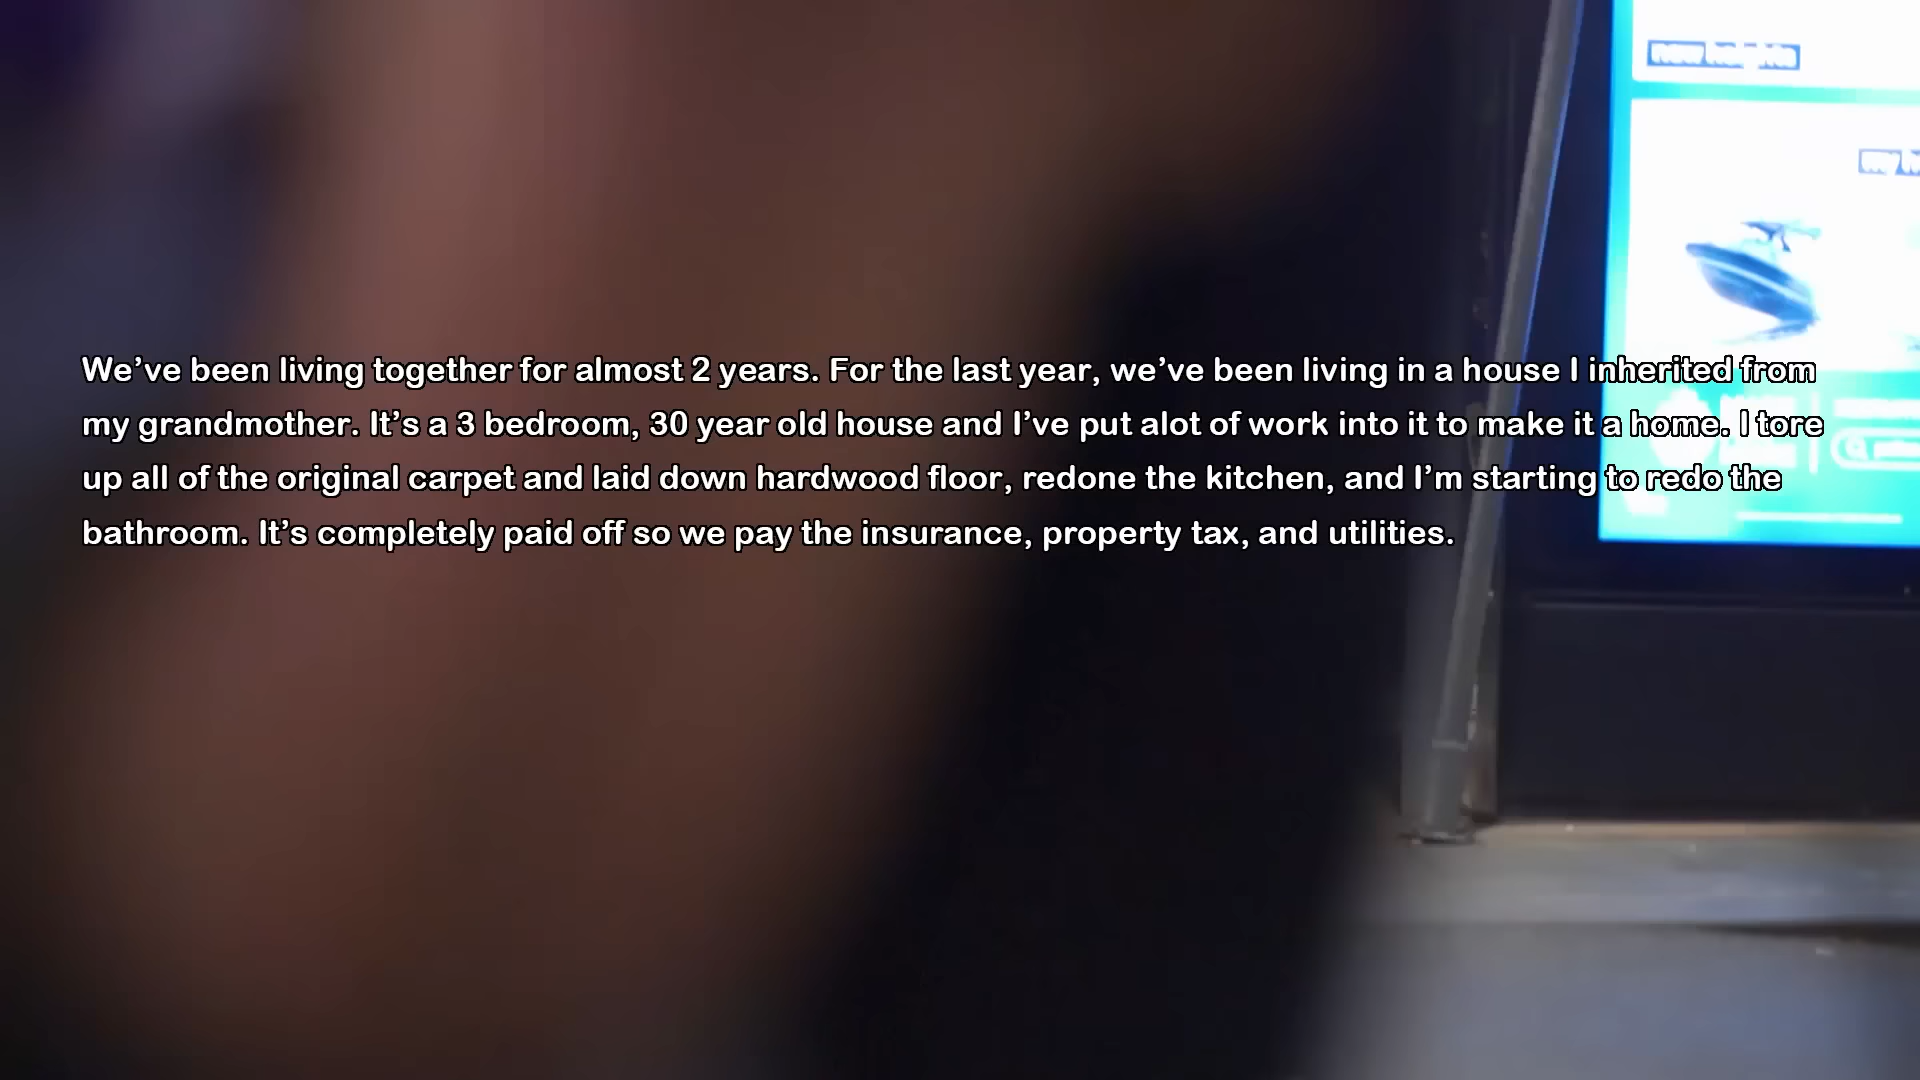 new heights
We’ve been living together for almost 2 years. For the last year, we’ve been living in a house I inherited from
my grandmother. It’s a 3 bedroom, 30 year old house and I’ve put alot of work into it to make it a home. I tore
up all of the original carpet and laid down hardwood floor, redone the kitchen, and I’m starting to redo the
bathroom. It’s completely paid off so we pay the insurance, property tax, and utilities.